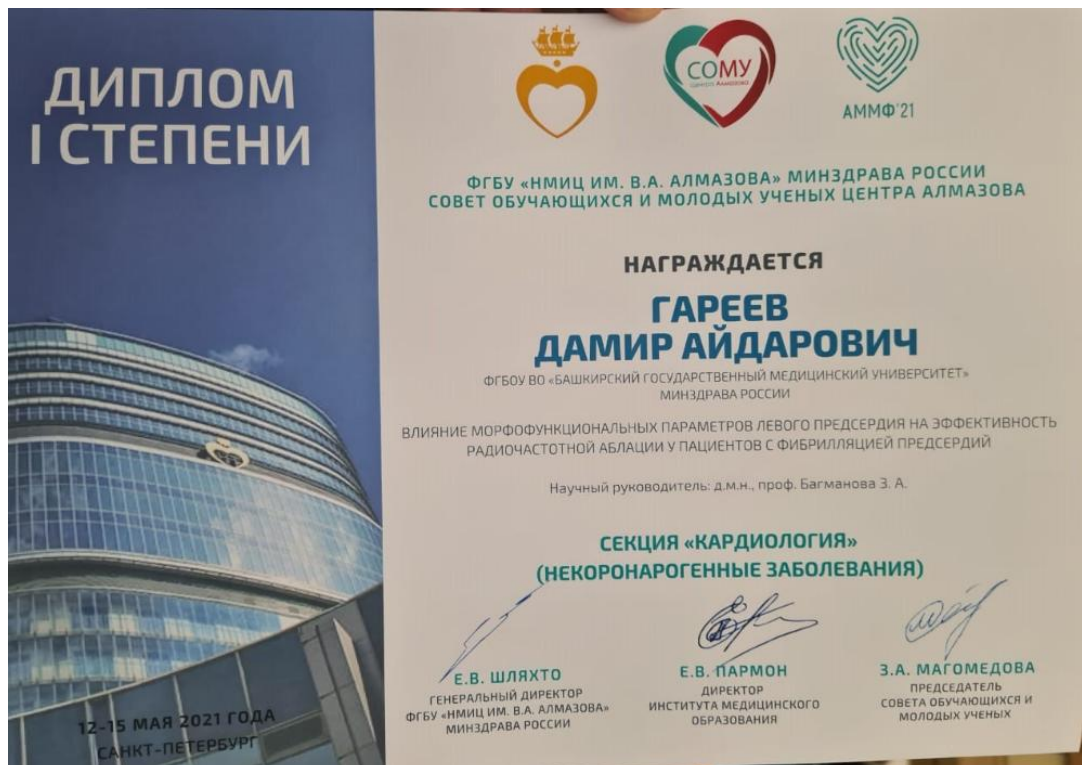 ДИПЛОМ
I СТЕПЕНИ
СОМУ
Центра Алмазова
АММФ'21
ФГБУ «НМИЦ ИМ. В.А. АЛМАЗОВА» МИНЗДРАВА РОССИИ
СОВЕТ ОБУЧАЮЩИХСЯ И МОЛОДЫХ УЧЕНЫХ ЦЕНТРА АЛМАЗОВА
НАГРАЖДАЕТСЯ
ГАРЕЕВ
ДАМИР АЙДАРОВИЧ
ФГБОУ ВО «БАШКИРСКИЙ ГОСУДАРСТВЕННЫЙ МЕДИЦИНСКИЙ УНИВЕРСИТЕТ»
МИНЗДРАВА РОССИИ
ВЛИЯНИЕ МОРФОФУНКЦИОНАЛЬНЫХ ПАРАМЕТРОВ ЛЕВОГО ПРЕДСЕРДИЯ НА ЭФФЕКТИВНОСТЬ
РАДИОЧАСТОТНОЙ АБЛАЦИИ У ПАЦИЕНТОВ С ФИБРИЛЛЯЦИЕЙ ПРЕДСЕРДИЙ
Научный руководитель: д.м.н., проф. Багманова З. А.
СЕКЦИЯ «КАРДИОЛОГИЯ»
(НЕКОРОНАРОГЕННЫЕ ЗАБОЛЕВАНИЯ)
Е.В. ШЛЯХТО
ГЕНЕРАЛЬНЫЙ ДИРЕКТОР
ФГБУ «НМИЦ ИМ. В.А. АЛМАЗОВА»
МИНЗДРАВА РОССИИ
Е.В. ПАРМОН
ДИРЕКТОР
ИНСТИТУТА МЕДИЦИНСКОГО
ОБРАЗОВАНИЯ
З.А. МАГОМЕДОВА
ПРЕДСЕДАТЕЛЬ
СОВЕТА ОБУЧАЮЩИХСЯ И
МОЛОДЫХ УЧЕНЫХ
12-15 МАЯ 2021 ГОДА
САНКТ-ПЕТЕРБУРГ